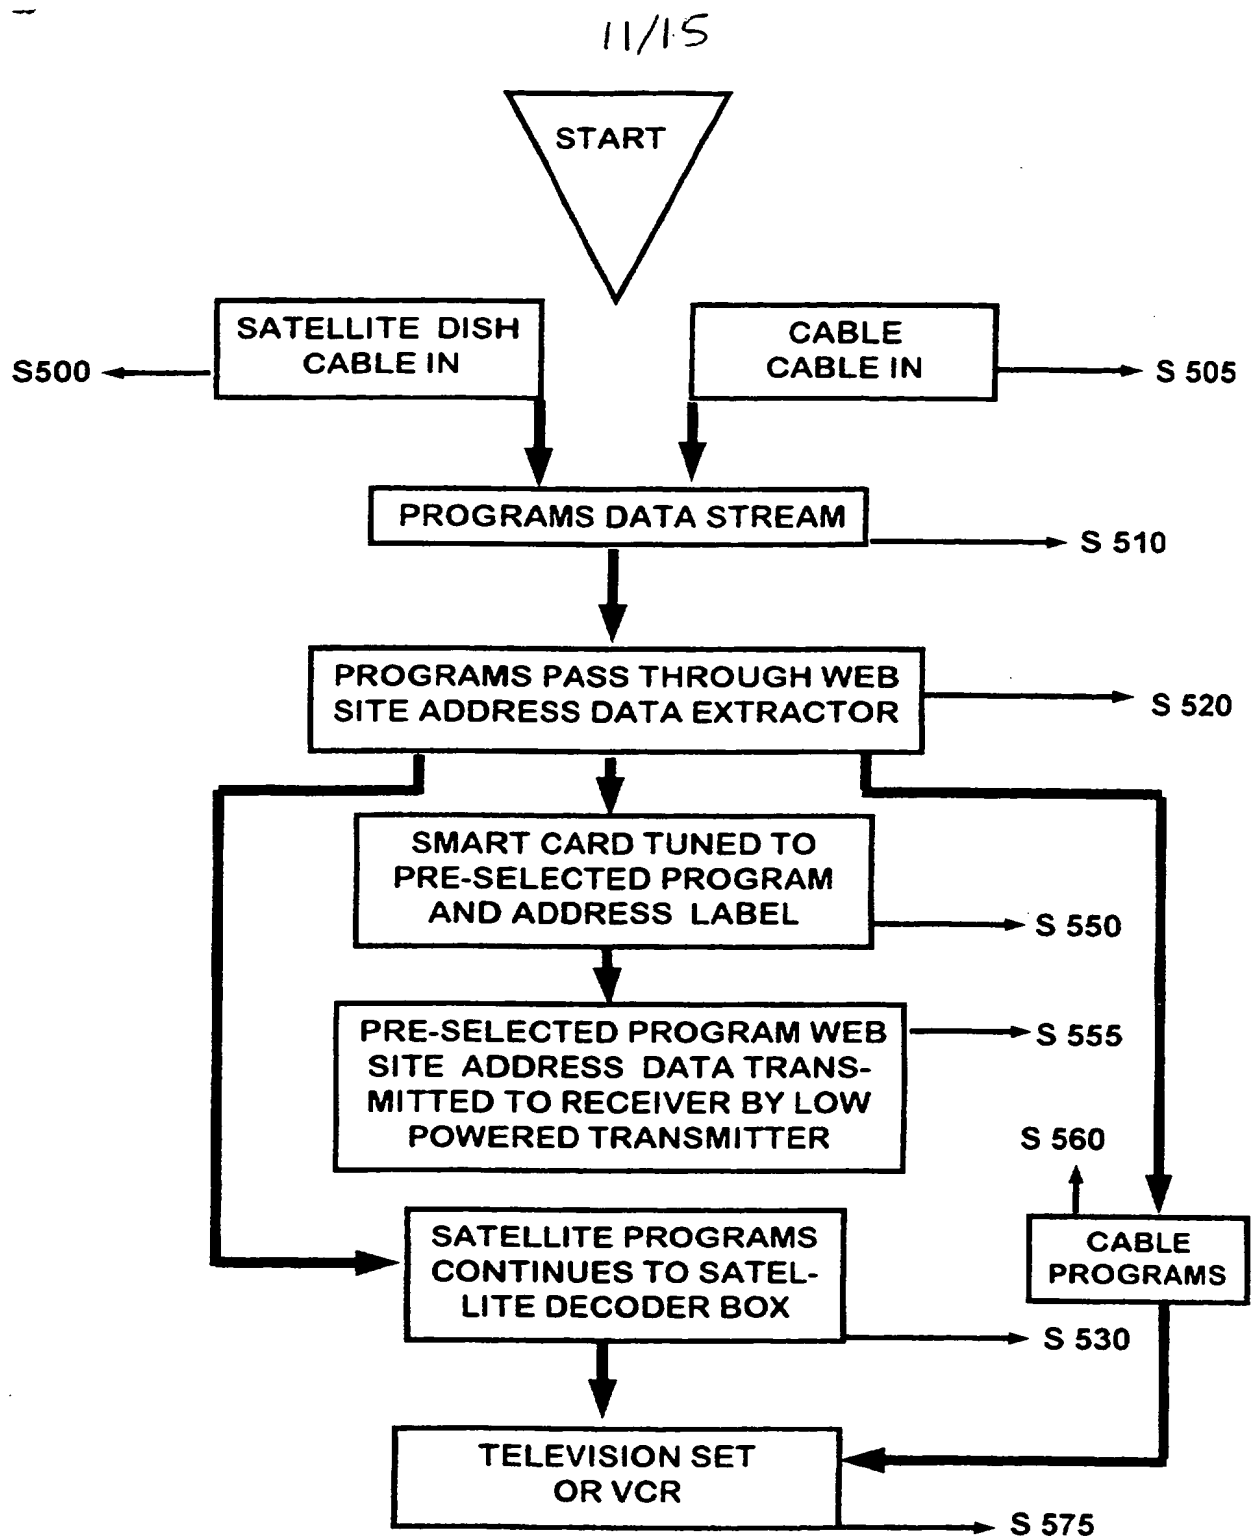 11/15
START
SATELLITE DISH
CABLE IN
S500
CABLE
CABLE IN
S 505
PROGRAMS DATA STREAM
S 510
PROGRAMS PASS THROUGH WEB
SITE ADDRESS DATA EXTRACTOR
S 520
SMART CARD TUNED TO
PRE-SELECTED PROGRAM
AND ADDRESS LABEL
S 550
PRE-SELECTED PROGRAM WEB
SITE ADDRESS DATA TRANS-
MITTED TO RECEIVER BY LOW
POWERED TRANSMITTER
S 555
S 560
CABLE
PROGRAMS
SATELLITE PROGRAMS
CONTINUES TO SATEL-
LITE DECODER BOX
S 530
TELEVISION SET
OR VCR
S 575